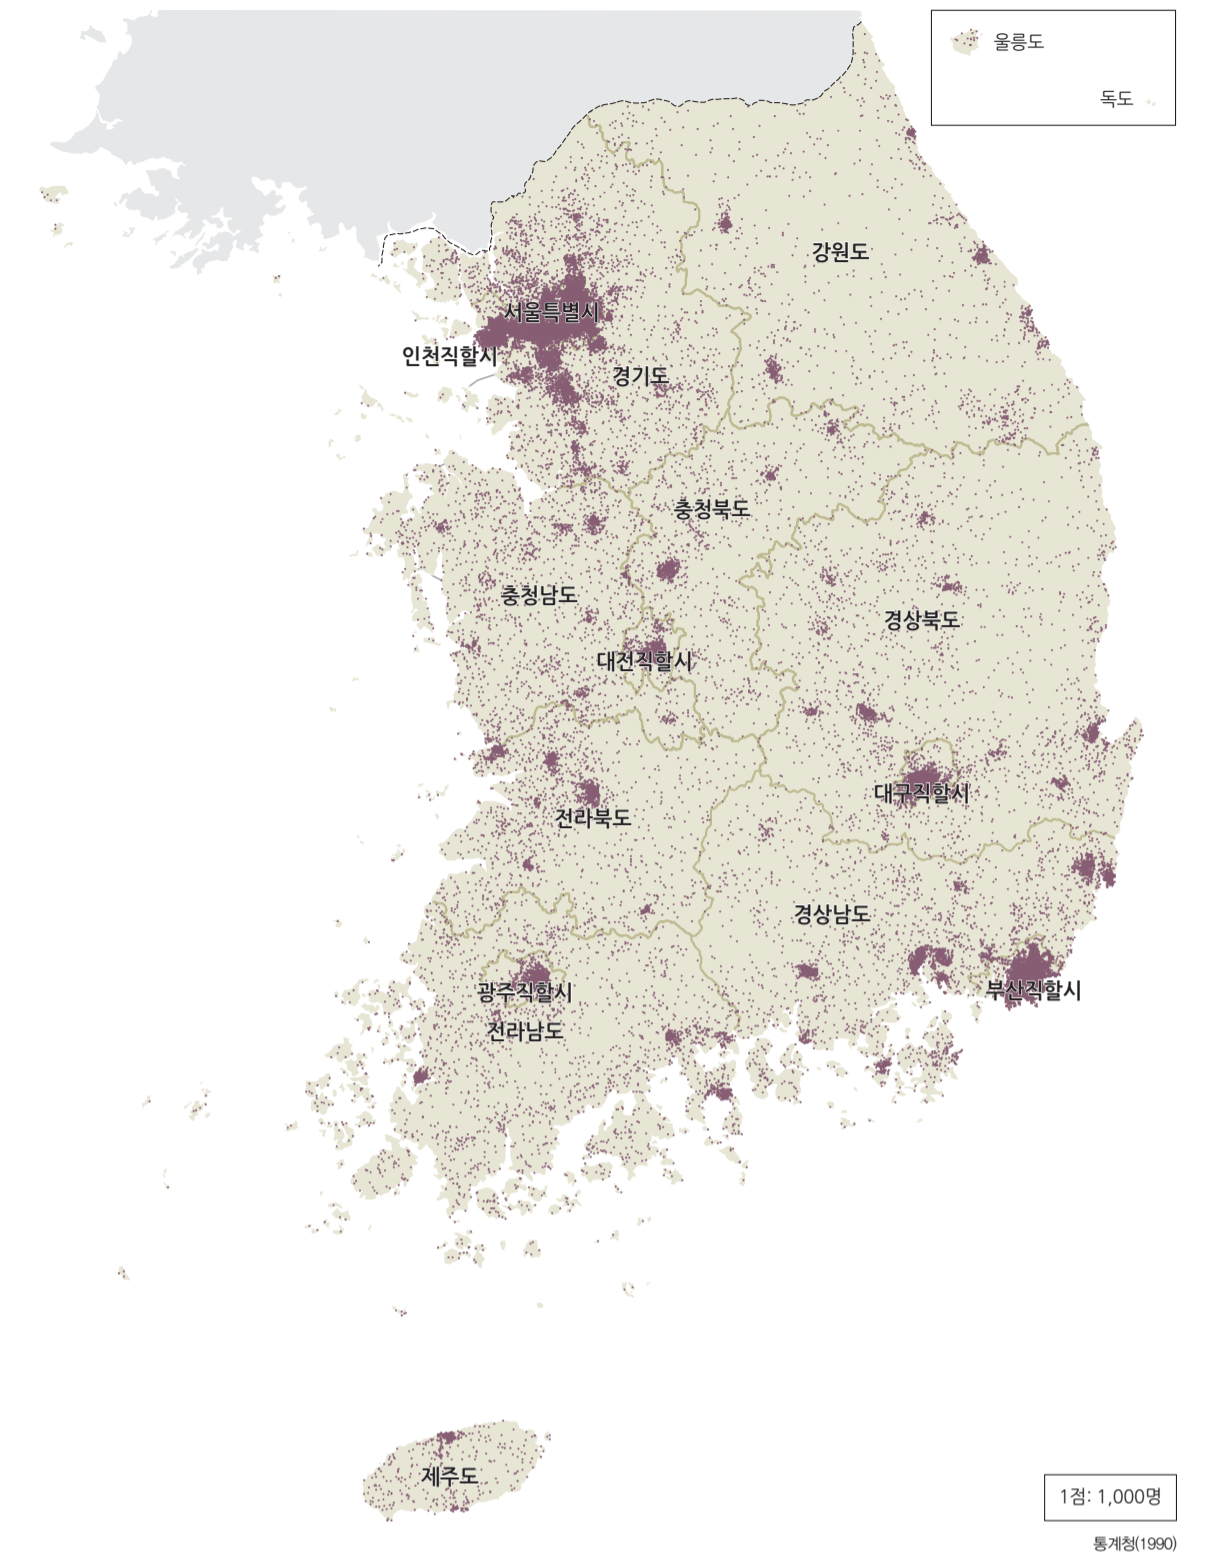 울릉도
독도
강원도
서울특별시
인천직할시
경기도
충청북도
충청남도
경상북도
대전직할시
대구직할시
전라북도
경상남도
광주직할시
부산직할시
전라남도
제주도
1점: 1,000명
통계청(1990)